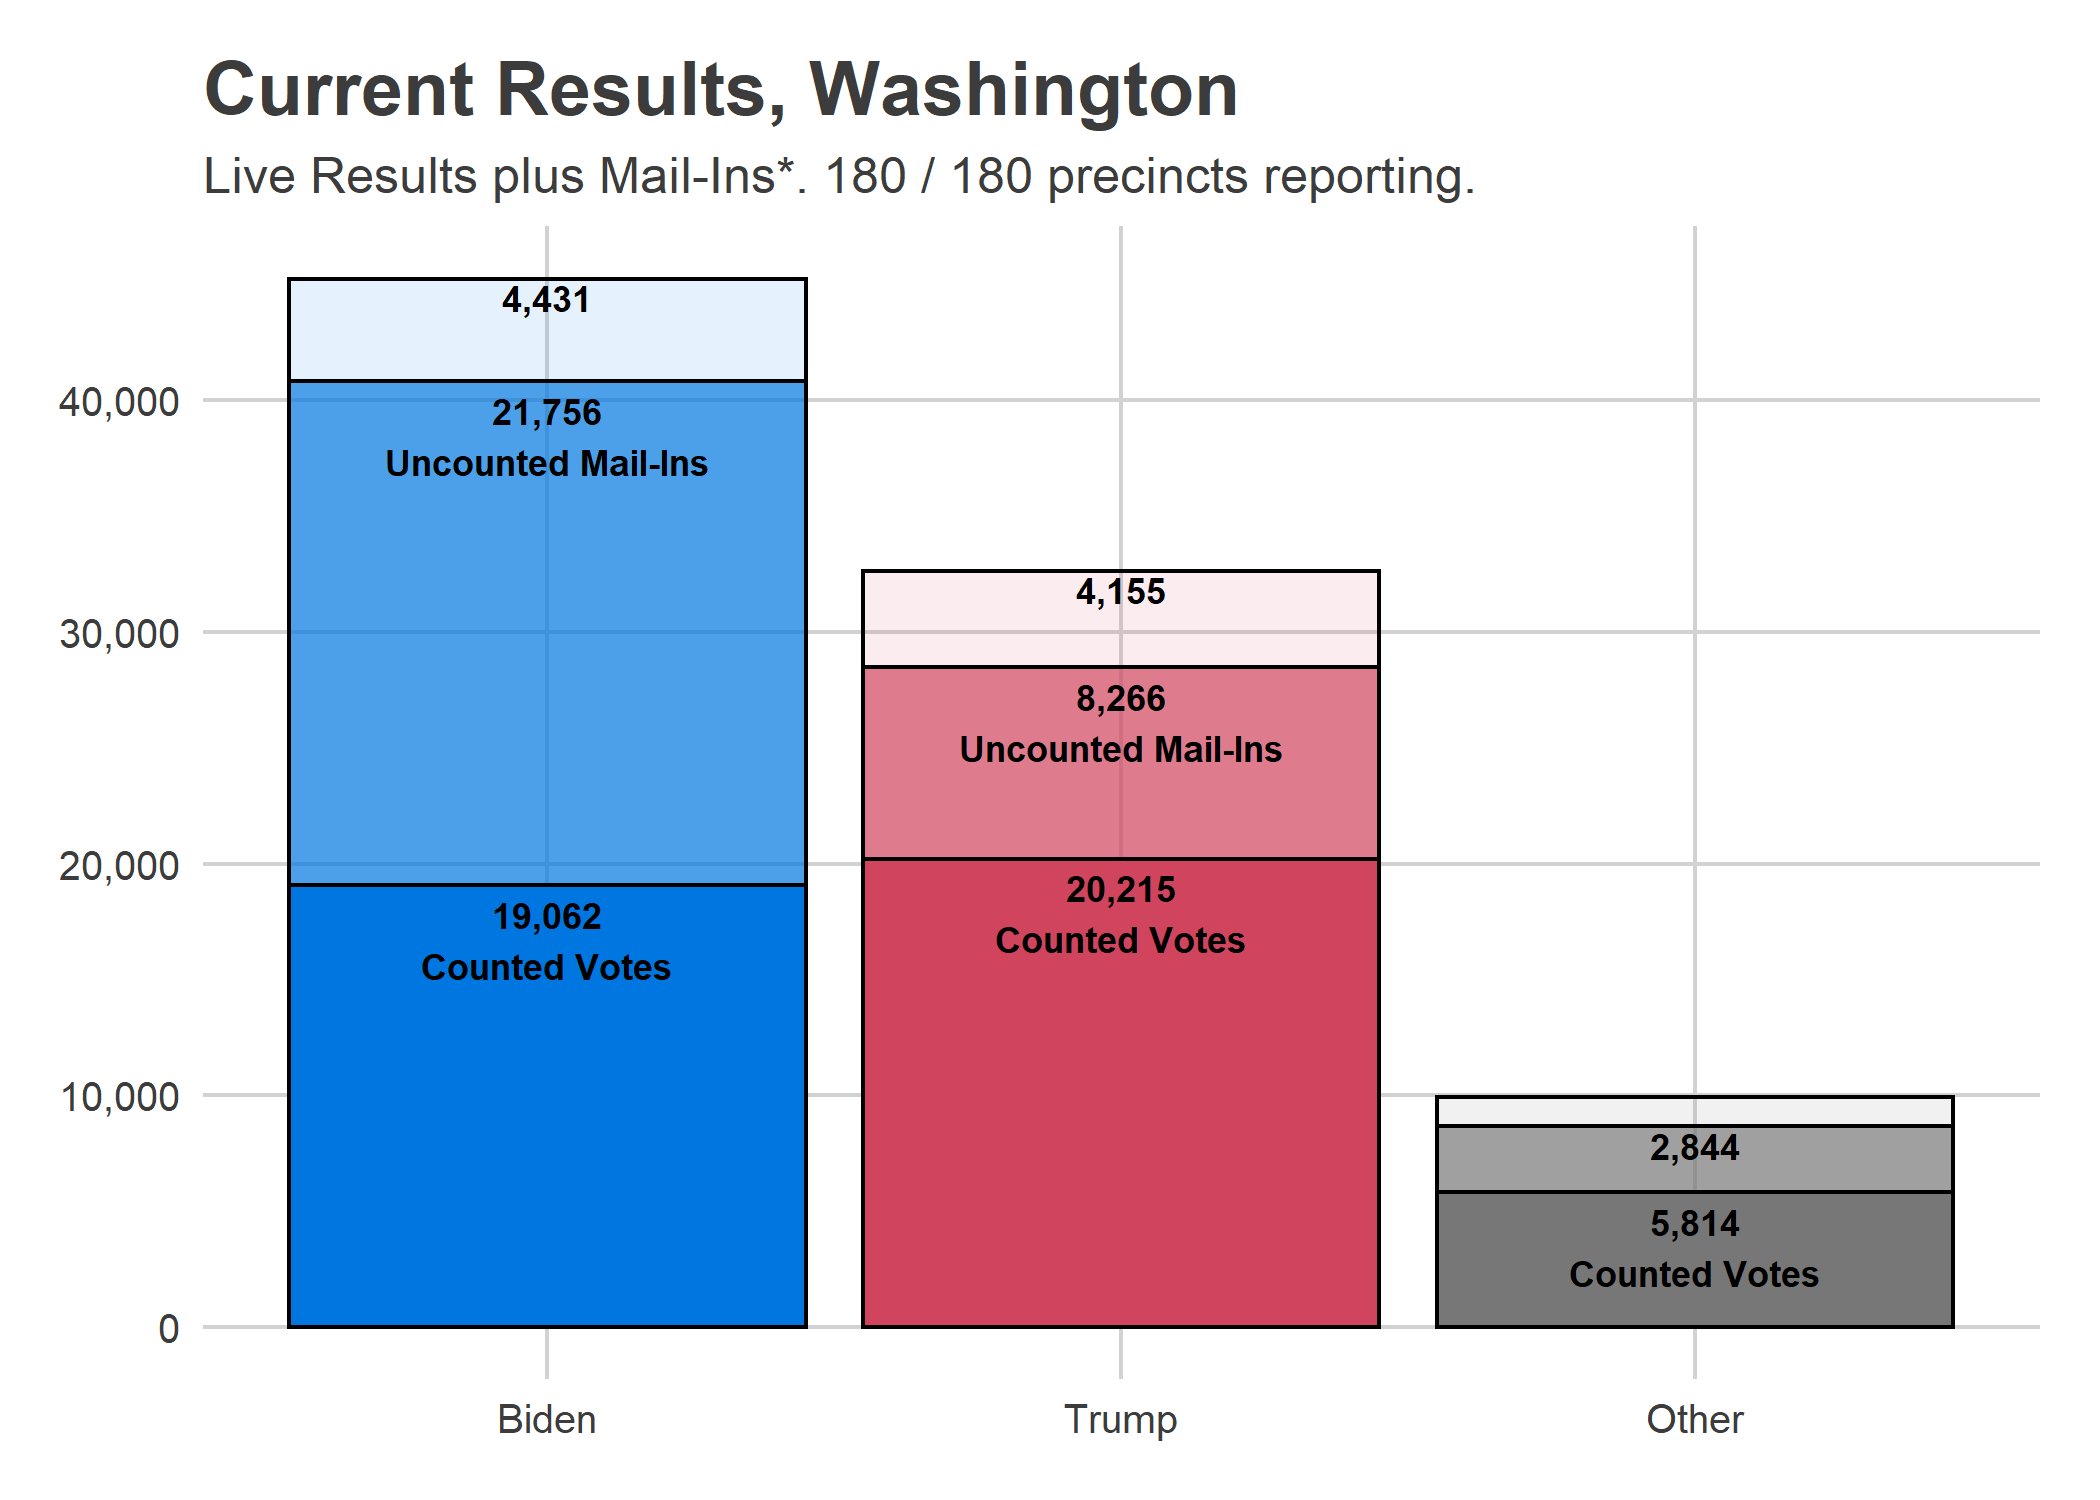 Current Results, Washington
Live Results plus Mail-Ins*. 180 / 180 precincts reporting.
40,000
30,000
20,000
10,000
0
4,431
21,756
Uncounted Mail-Ins
19,062
Counted Votes
4,155
8,266
Uncounted Mail-Ins
20,215
Counted Votes
2,844
5,814
Counted Votes
Biden
Trump
Other